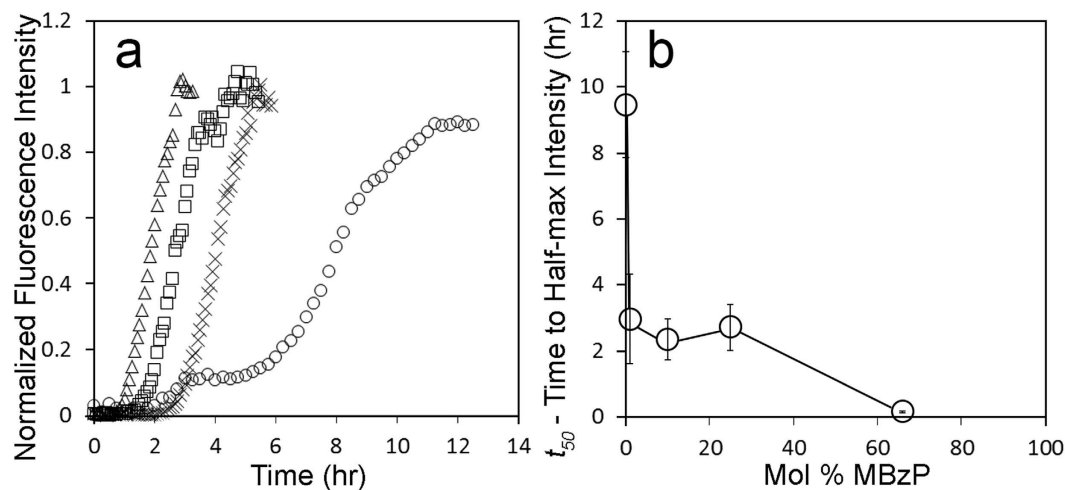 a
Normalized Fluorescence Intensity
1.2
1
0.8
0.6
0.4
0.2
0
0 2 4 6 8 10 12 14
Time (hr)
b
t50 - Time to Half-max Intensity (hr)
12
10
8
6
4
2
0
0 20 40 60 80 100
Mol % MBzP